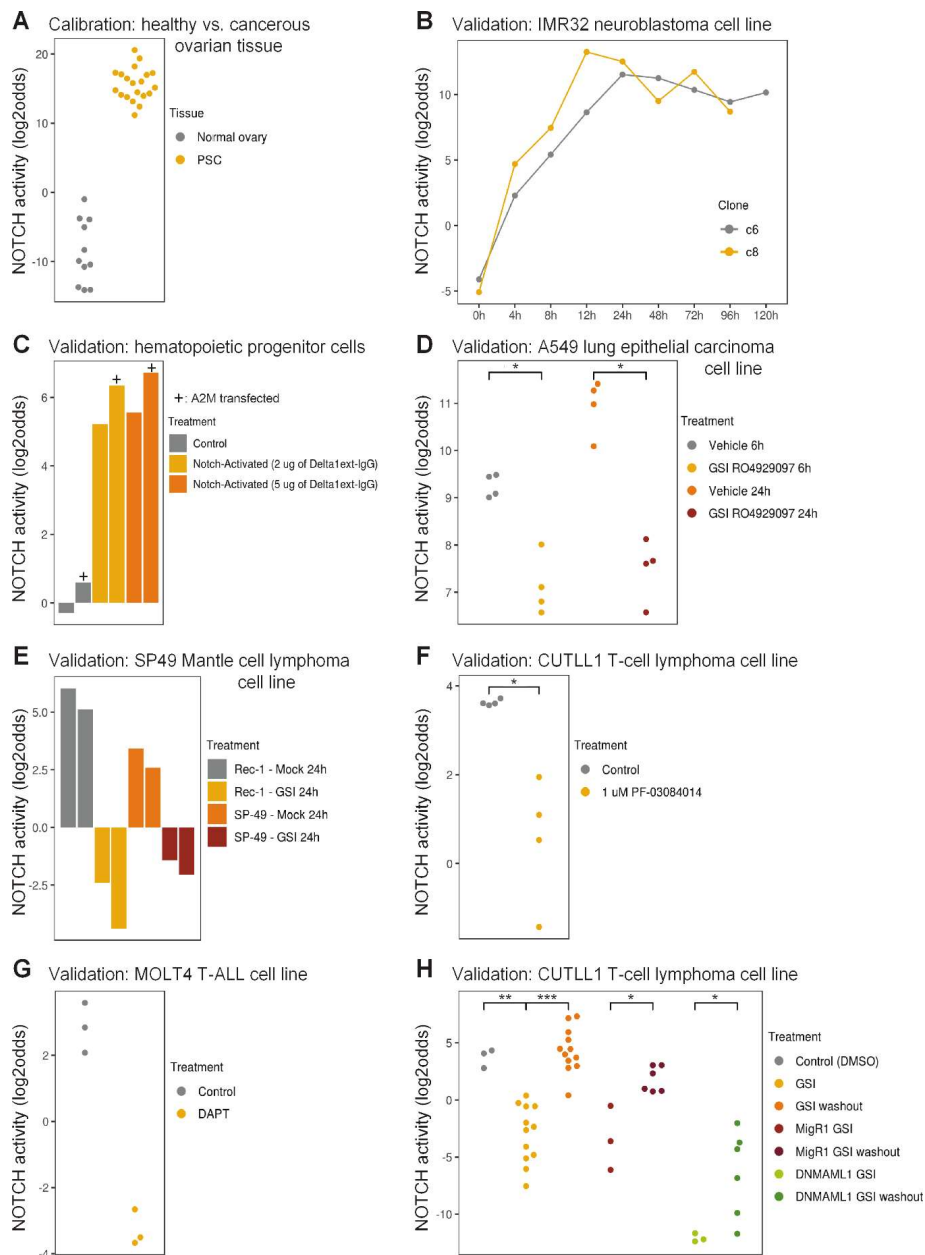 A Calibration: healthy vs. cancerous
ovarian tissue
NOTCH activity (log2odds)
20
10
0
-10
Tissue
Normal ovary
PSC
B Validation: IMR32 neuroblastoma cell line
NOTCH activity (log2odds)
10
5
0
-5
0h 4h 8h 12h 24h 48h 72h 96h 120h
Clone
c6
c8
C Validation: hematopoietic progenitor cells
NOTCH activity (log2odds)
6
4
2
0
+ + +
+: A2M transfected
Treatment
Control
Notch-Activated (2 ug of Delta1ext-IgG)
Notch-Activated (5 ug of Delta1ext-IgG)
D Validation: A549 lung epithelial carcinoma
cell line
NOTCH activity (log2odds)
11
10
9
8
7
* *
Treatment
Vehicle 6h
GSI RO4929097 6h
Vehicle 24h
GSI RO4929097 24h
E Validation: SP49 Mantle cell lymphoma
cell line
NOTCH activity (log2odds)
5.0
2.5
0.0
-2.5
Treatment
Rec-1 - Mock 24h
Rec-1 - GSI 24h
SP-49 - Mock 24h
SP-49 - GSI 24h
F Validation: CUTLL1 T-cell lymphoma cell line
NOTCH activity (log2odds)
4
2
0
*
Treatment
Control
1 uM PF-03084014
G Validation: MOLT4 T-ALL cell line
NOTCH activity (log2odds)
2
0
-2
-4
Treatment
Control
DAPT
H Validation: CUTLL1 T-cell lymphoma cell line
NOTCH activity (log2odds)
5
0
-5
-10
** *** * *
Treatment
Control (DMSO)
GSI
GSI washout
MigR1 GSI
MigR1 GSI washout
DNMAML1 GSI
DNMAML1 GSI washout